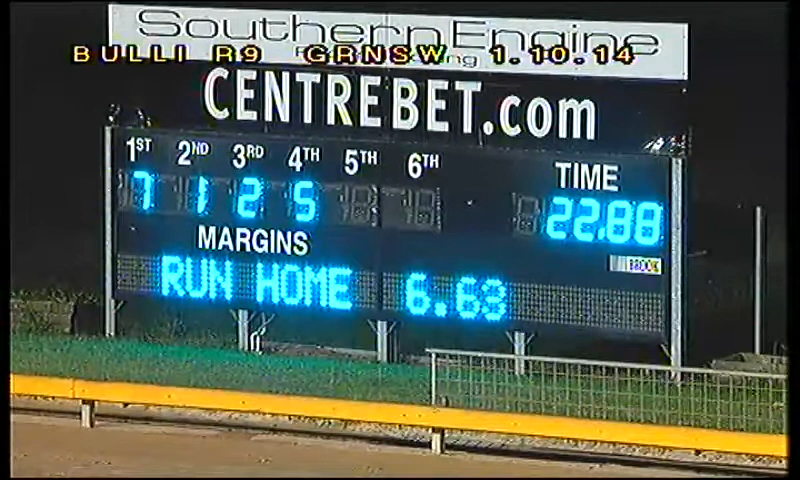 Southern Engine
BULLI R9 GRNSW 1.10.14
CENTREBET.com
1ST 2ND 3RD 4TH 5TH 6TH TIME
7 1 2 5 22.88
MARGINS
BROOK
RUN HOME 6.63